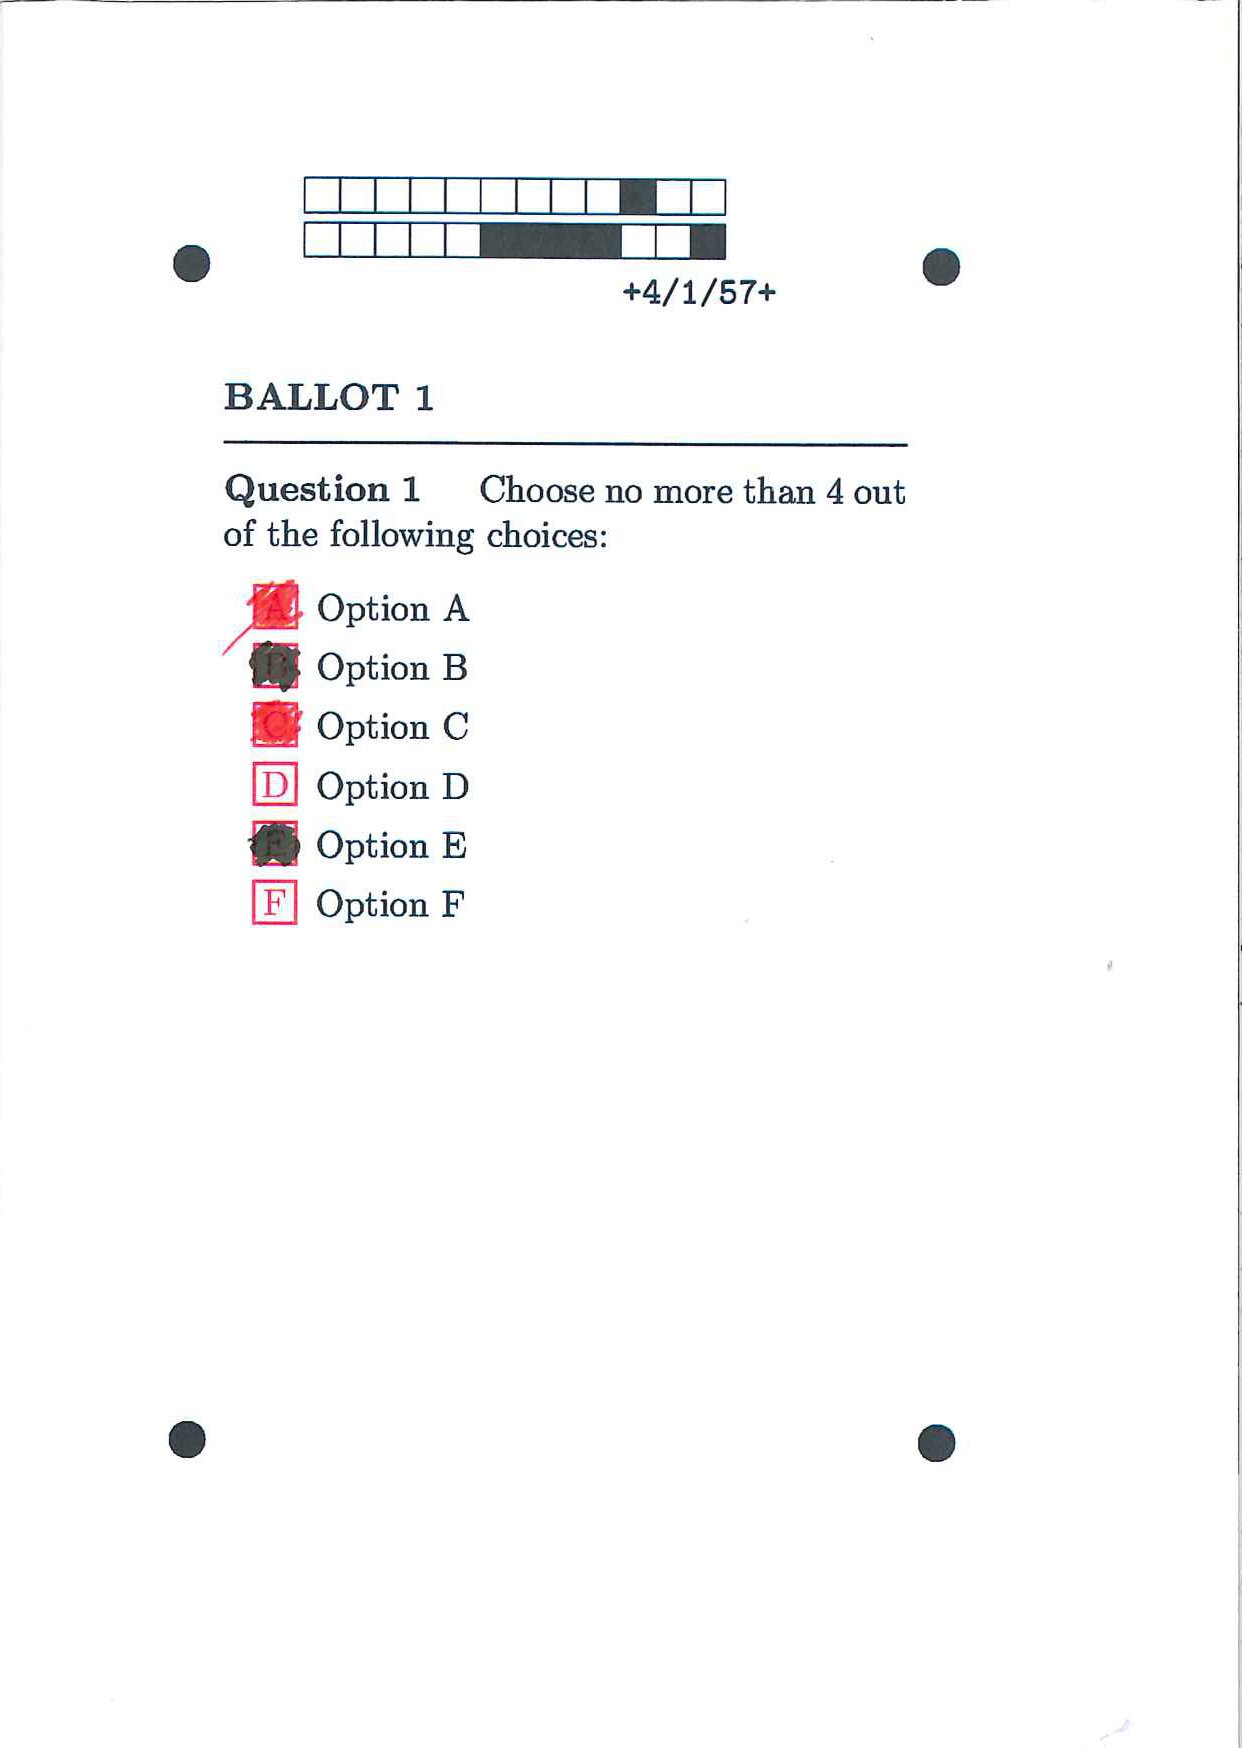 +4/1/57+
BALLOT 1
Question 1 Choose no more than 4 out
of the following choices:
A Option A
B Option B
C Option C
D Option D
E Option E
F Option F